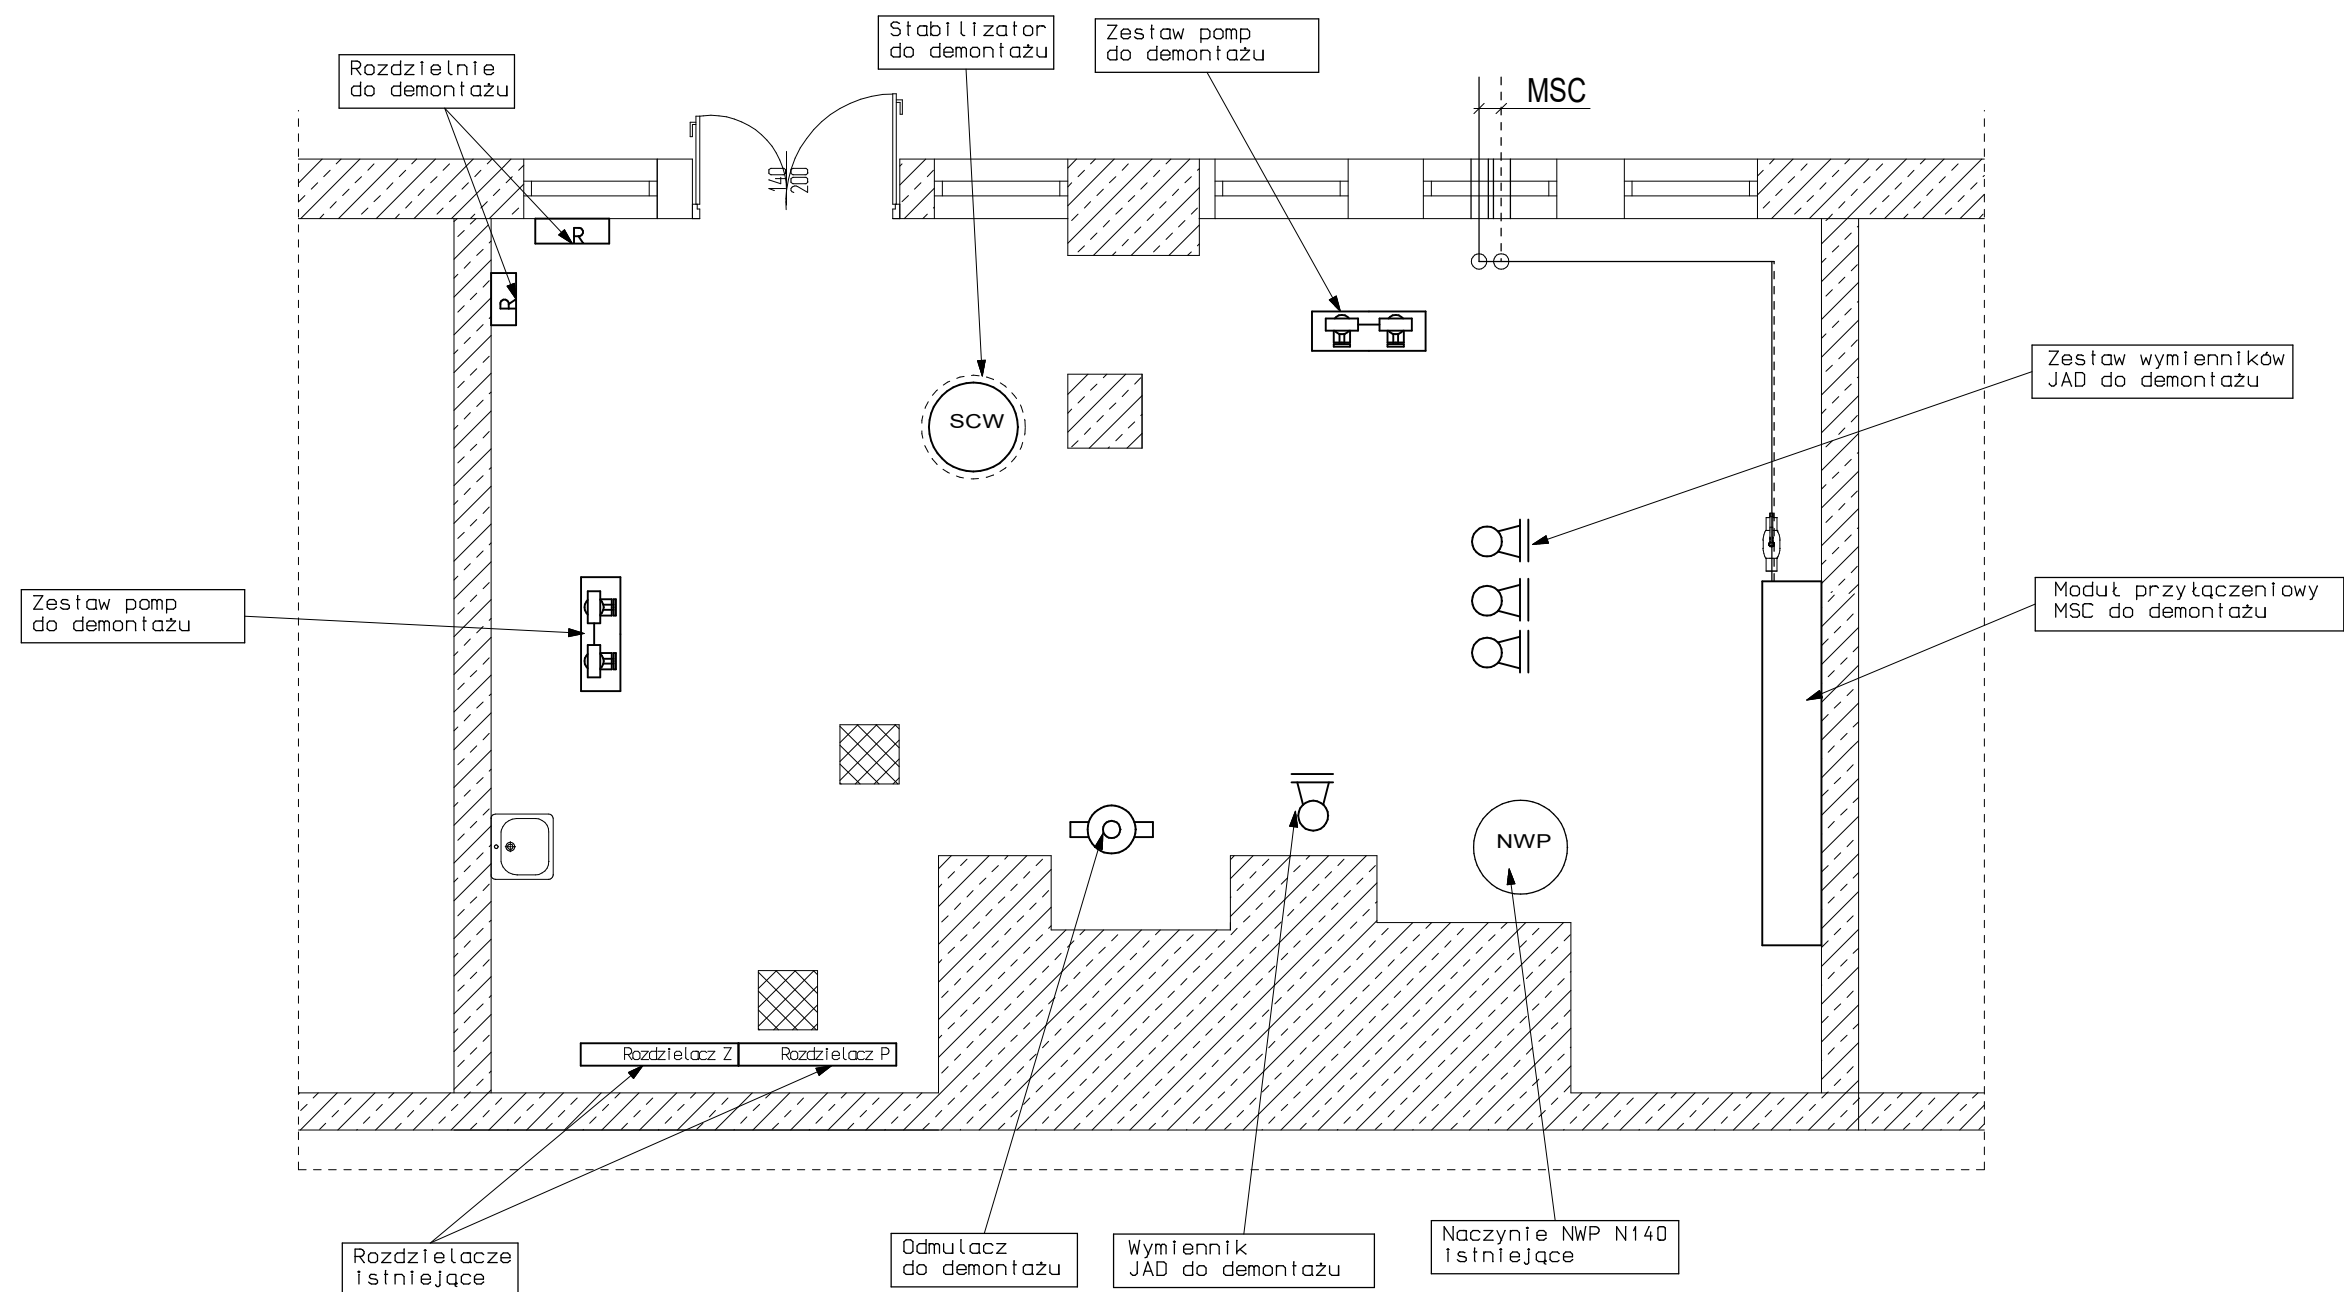 Stabilizator
do demontażu
Zestaw pomp
do demontażu
Rozdzielnie
do demontażu
MSC
140
200
R
R
SCW
Zestaw wymienników
JAD do demontażu
Moduł przyłączeniowy
MSC do demontażu
Zestaw pomp
do demontażu
NWP
Rozdzielacz Z
Rozdzielacz P
Rozdzielacze
istniejące
Odmulacz
do demontażu
Wymiennik
JAD do demontażu
Naczynie NWP N140
istniejące